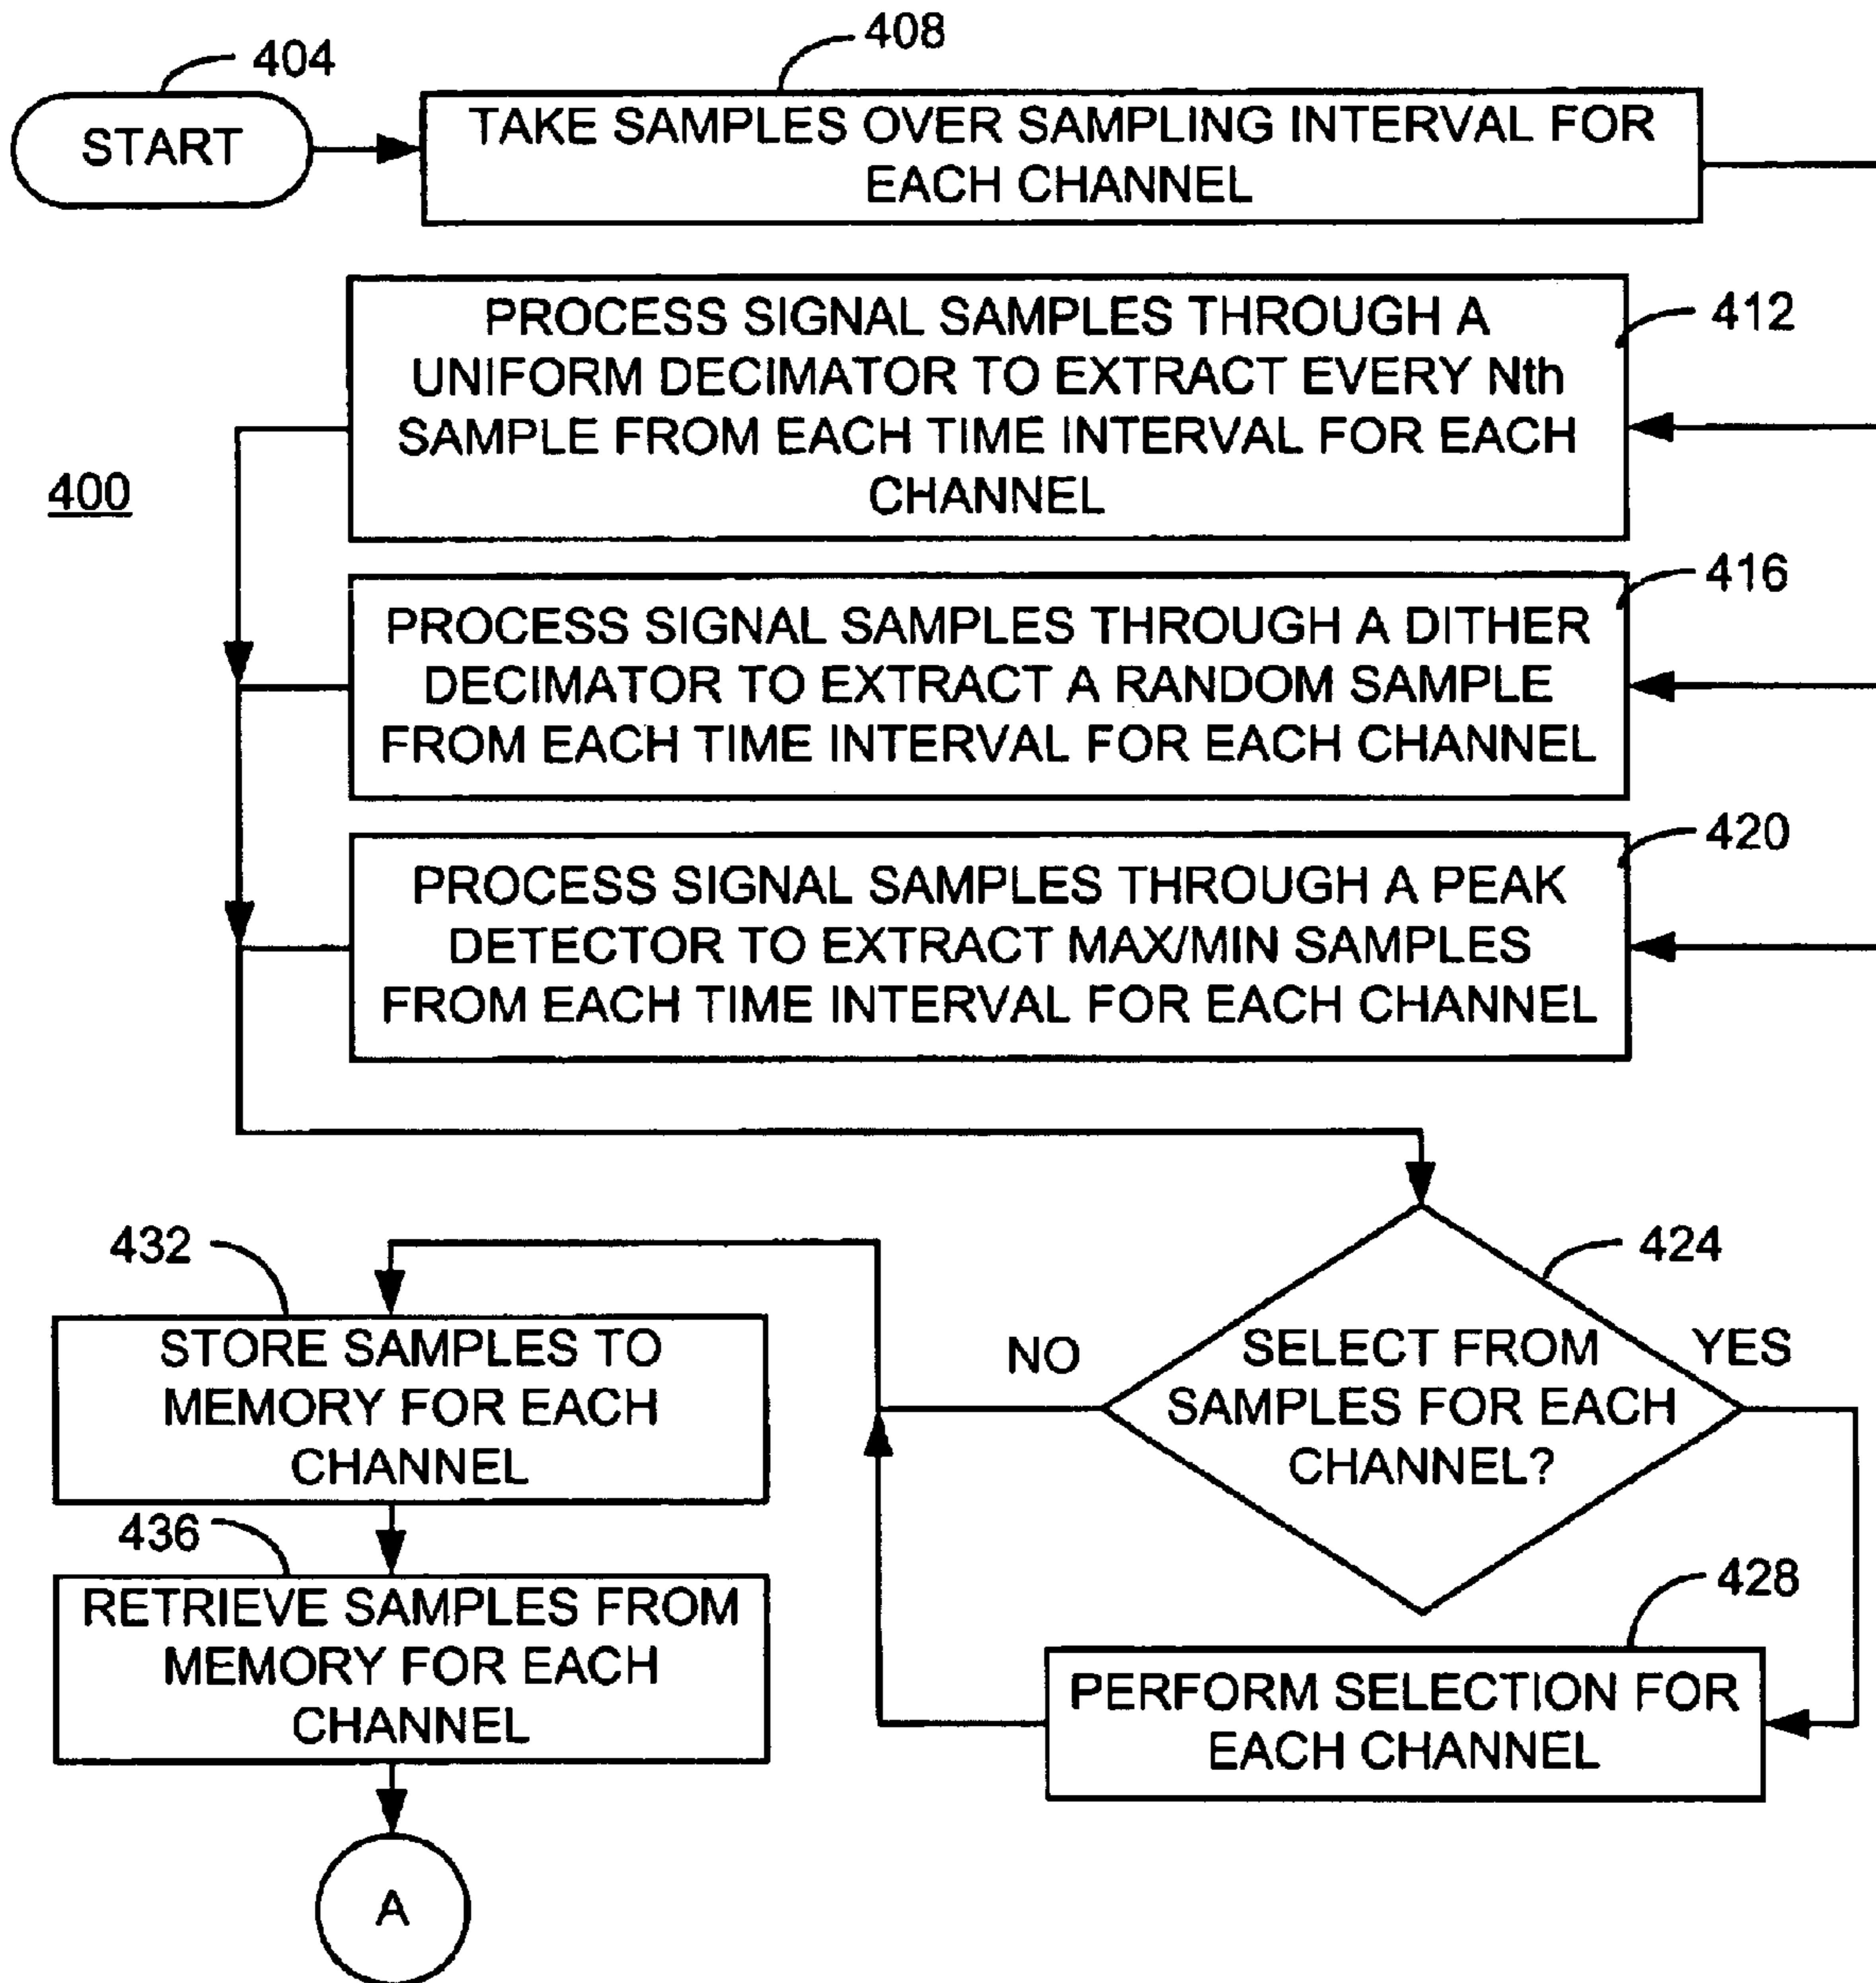 404
408
START
TAKE SAMPLES OVER SAMPLING INTERVAL FOR
EACH CHANNEL
PROCESS SIGNAL SAMPLES THROUGH A
UNIFORM DECIMATOR TO EXTRACT EVERY Nth
SAMPLE FROM EACH TIME INTERVAL FOR EACH
CHANNEL
412
400
PROCESS SIGNAL SAMPLES THROUGH A DITHER
DECIMATOR TO EXTRACT A RANDOM SAMPLE
FROM EACH TIME INTERVAL FOR EACH CHANNEL
416
PROCESS SIGNAL SAMPLES THROUGH A PEAK
DETECTOR TO EXTRACT MAX/MIN SAMPLES
FROM EACH TIME INTERVAL FOR EACH CHANNEL
420
424
SELECT FROM
SAMPLES FOR EACH
CHANNEL?
NO
YES
428
PERFORM SELECTION FOR
EACH CHANNEL
432
STORE SAMPLES TO
MEMORY FOR EACH
CHANNEL
436
RETRIEVE SAMPLES FROM
MEMORY FOR EACH
CHANNEL
A